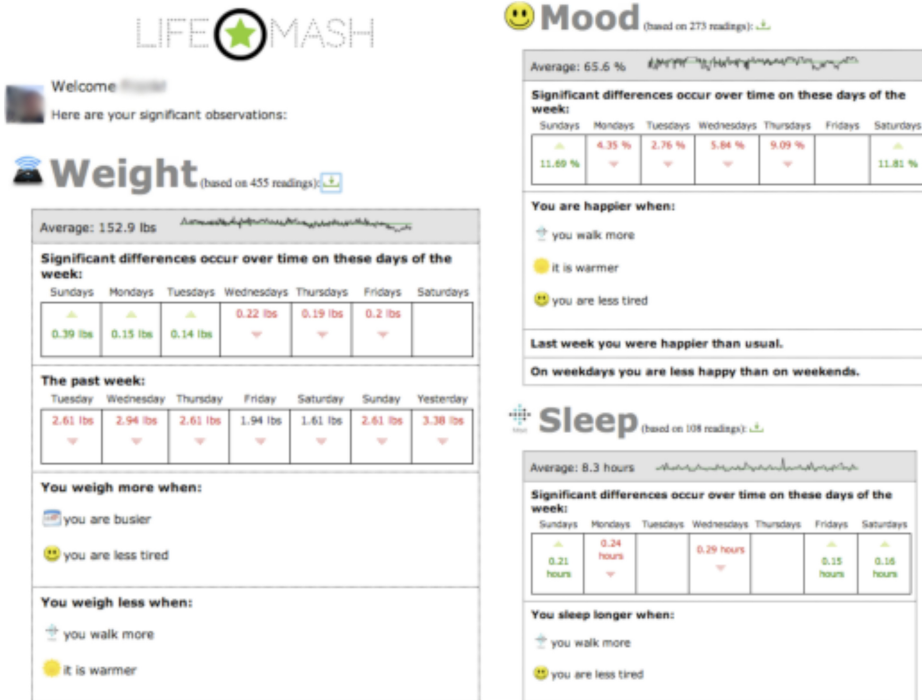 LIFE MASH
Welcome
Here are your significant observations:
Weight (based on 455 readings):
Average: 152.9 lbs
Significant differences occur over time on these days of the
week:
Sundays Mondays Tuesdays Wednesdays Thursdays Fridays Saturdays
0.39 lbs 0.15 lbs 0.14 lbs 0.22 lbs 0.19 lbs 0.2 lbs
The past week:
Tuesday Wednesday Thursday Friday Saturday Sunday Yesterday
2.61 lbs 2.94 lbs 2.61 lbs 1.94 lbs 1.61 lbs 2.61 lbs 3.38 lbs
You weigh more when:
you are busier
you are less tired
You weigh less when:
you walk more
it is warmer
Mood (based on 273 readings):
Average: 65.6 %
Significant differences occur over time on these days of the
week:
Sundays Mondays Tuesdays Wednesdays Thursdays Fridays Saturdays
11.69 % 4.35 % 2.76 % 5.84 % 9.09 % 11.81 %
You are happier when:
you walk more
it is warmer
you are less tired
Last week you were happier than usual.
On weekdays you are less happy than on weekends.
Sleep (based on 108 readings):
Average: 8.3 hours
Significant differences occur over time on these days of the
week:
Sundays Mondays Tuesdays Wednesdays Thursdays Fridays Saturdays
0.21 hours 0.24 hours 0.29 hours 0.15 hours 0.16 hours
You sleep longer when:
you walk more
you are less tired